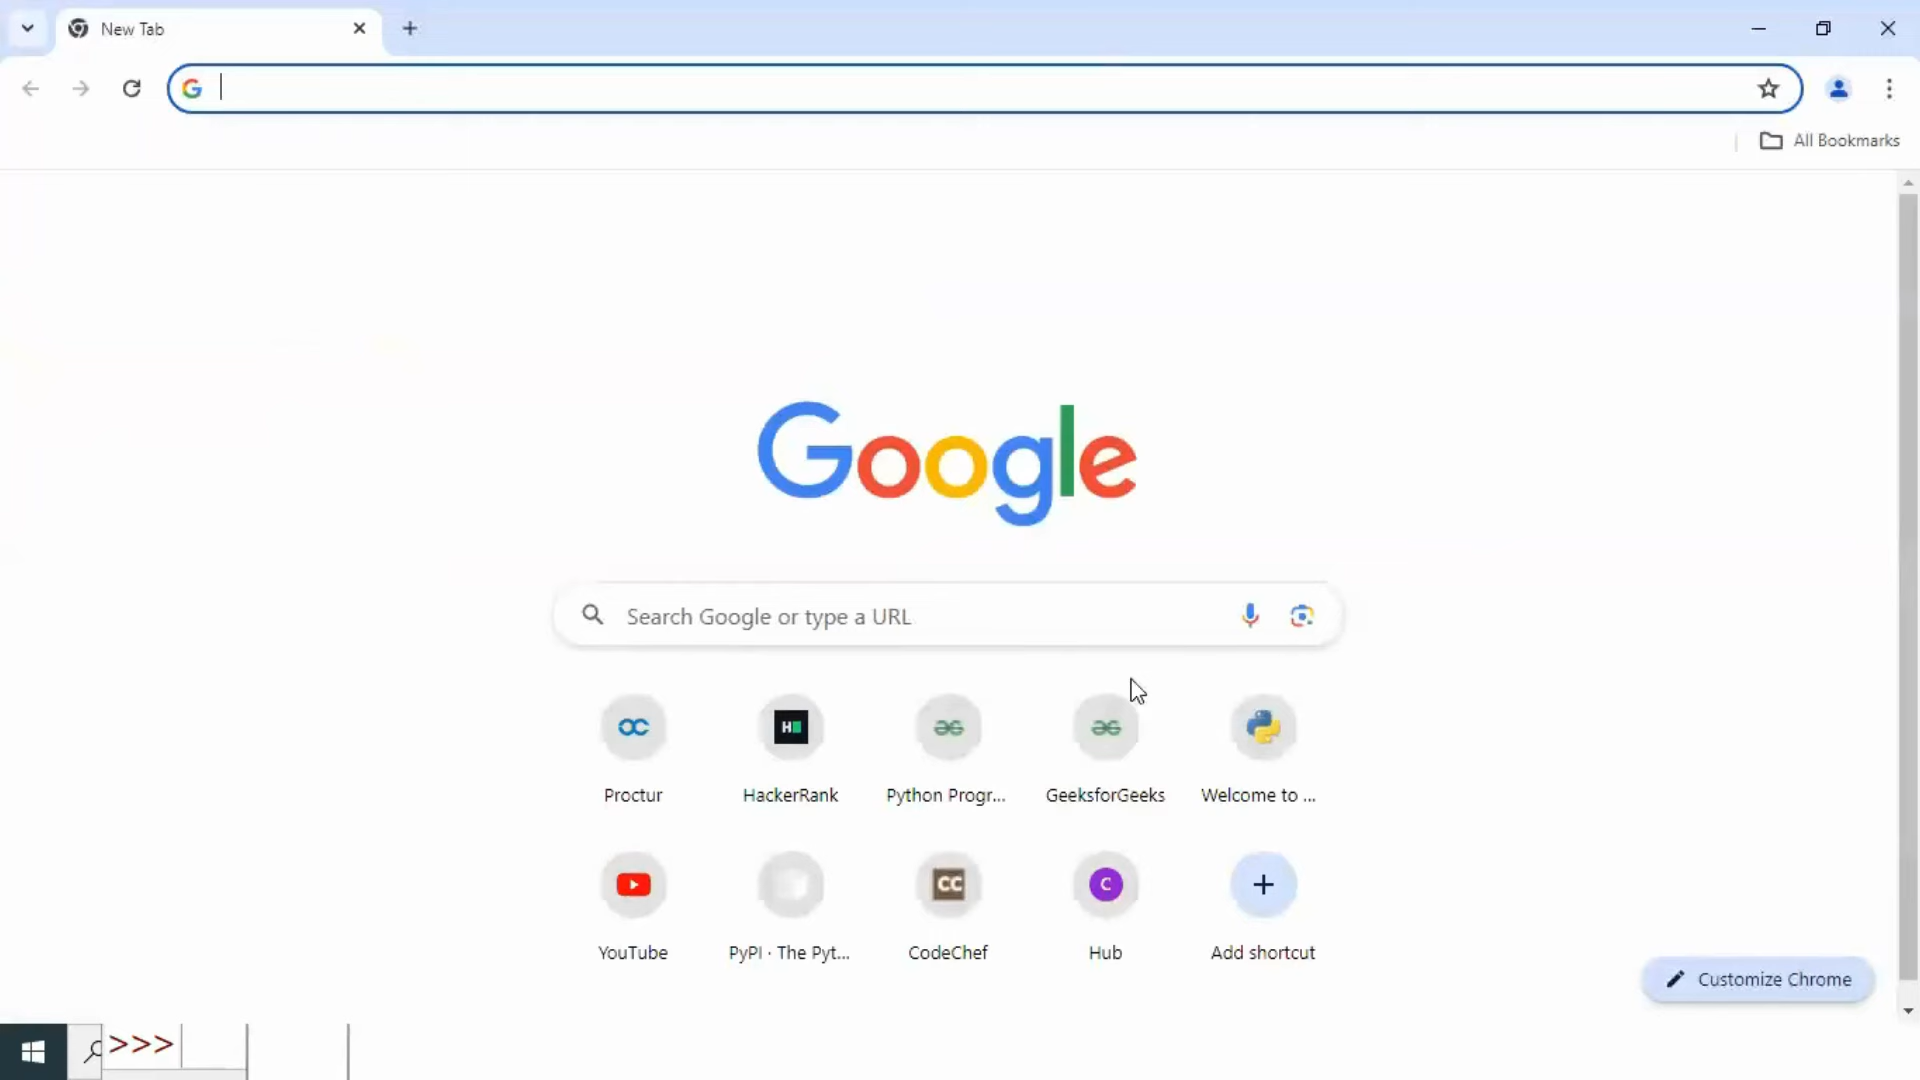 New Tab
All Bookmarks
Google
Search Google or type a URL
Proctur
HackerRank
Python Progr...
GeeksforGeeks
Welcome to ...
YouTube
PyPI · The Pyt...
CodeChef
Hub
Add shortcut
Customize Chrome
>>>